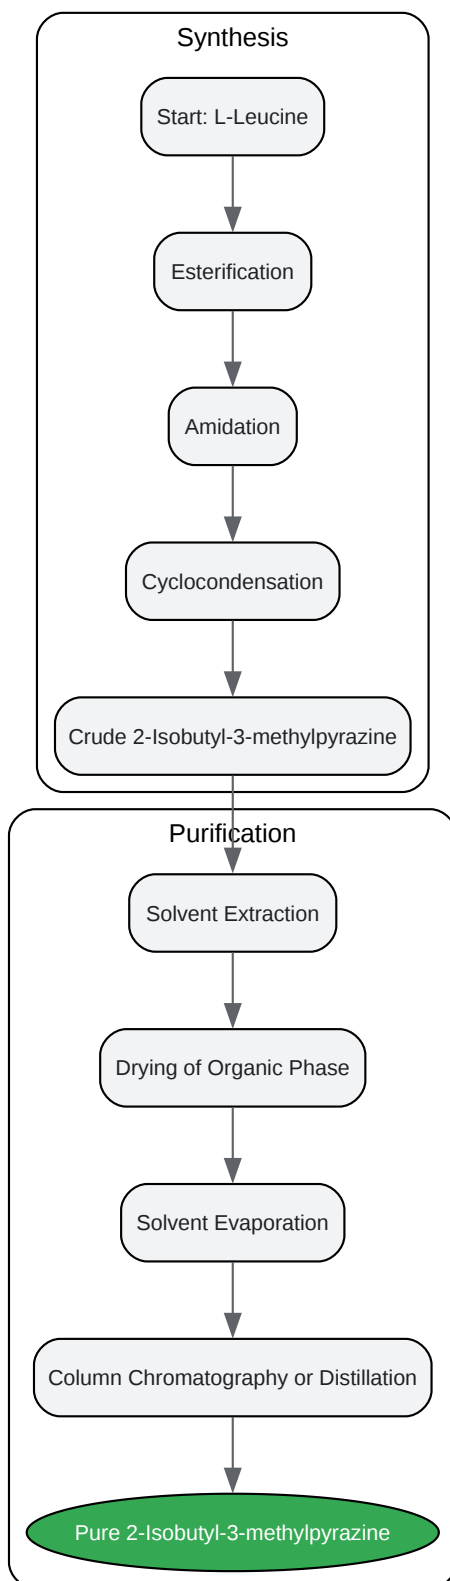 Synthesis
Start: L-Leucine
Esterification
Amidation
Cyclocondensation
Crude 2-Isobutyl-3-methylpyrazine
Purification
Solvent Extraction
Drying of Organic Phase
Solvent Evaporation
Column Chromatography or Distillation
Pure 2-Isobutyl-3-methylpyrazine